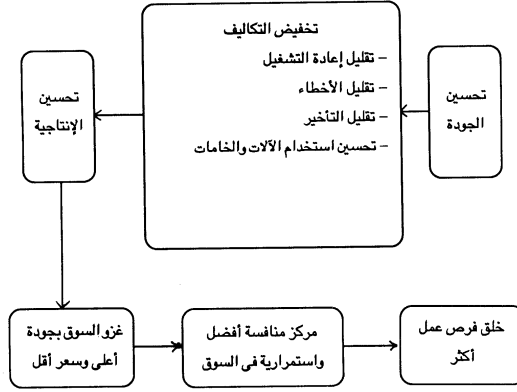 تحسين
الجودة
تخفيض التكاليف
– تقليل إعادة التشغيل
– تقليل الأخطاء
– تقليل التأخير
– تحسين استخدام الآلات والخامات
تحسين
الإنتاجية
غزو السوق بجودة
أعلى وسعر أقل
مركز منافسة أفضل
واستمرارية فى السوق
خلق فرص عمل
أكثر